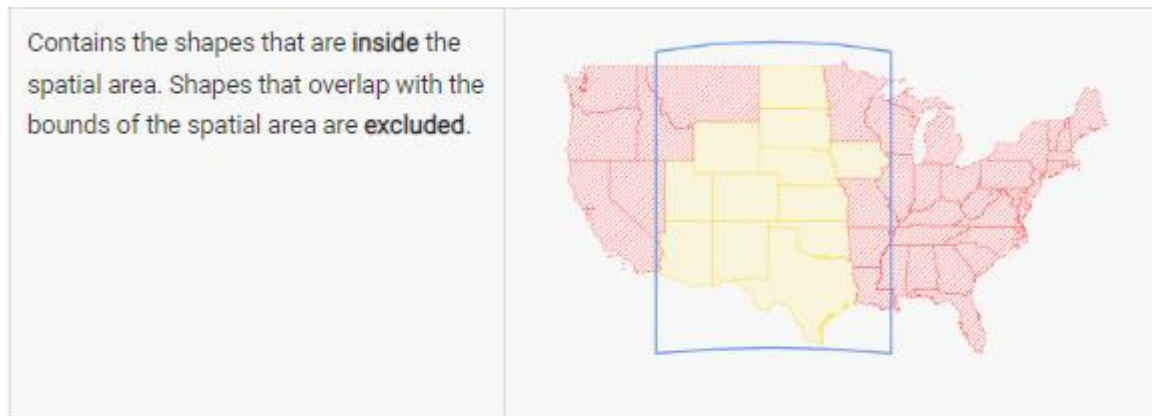 Contains the shapes that are inside the
spatial area. Shapes that overlap with the
bounds of the spatial area are excluded.